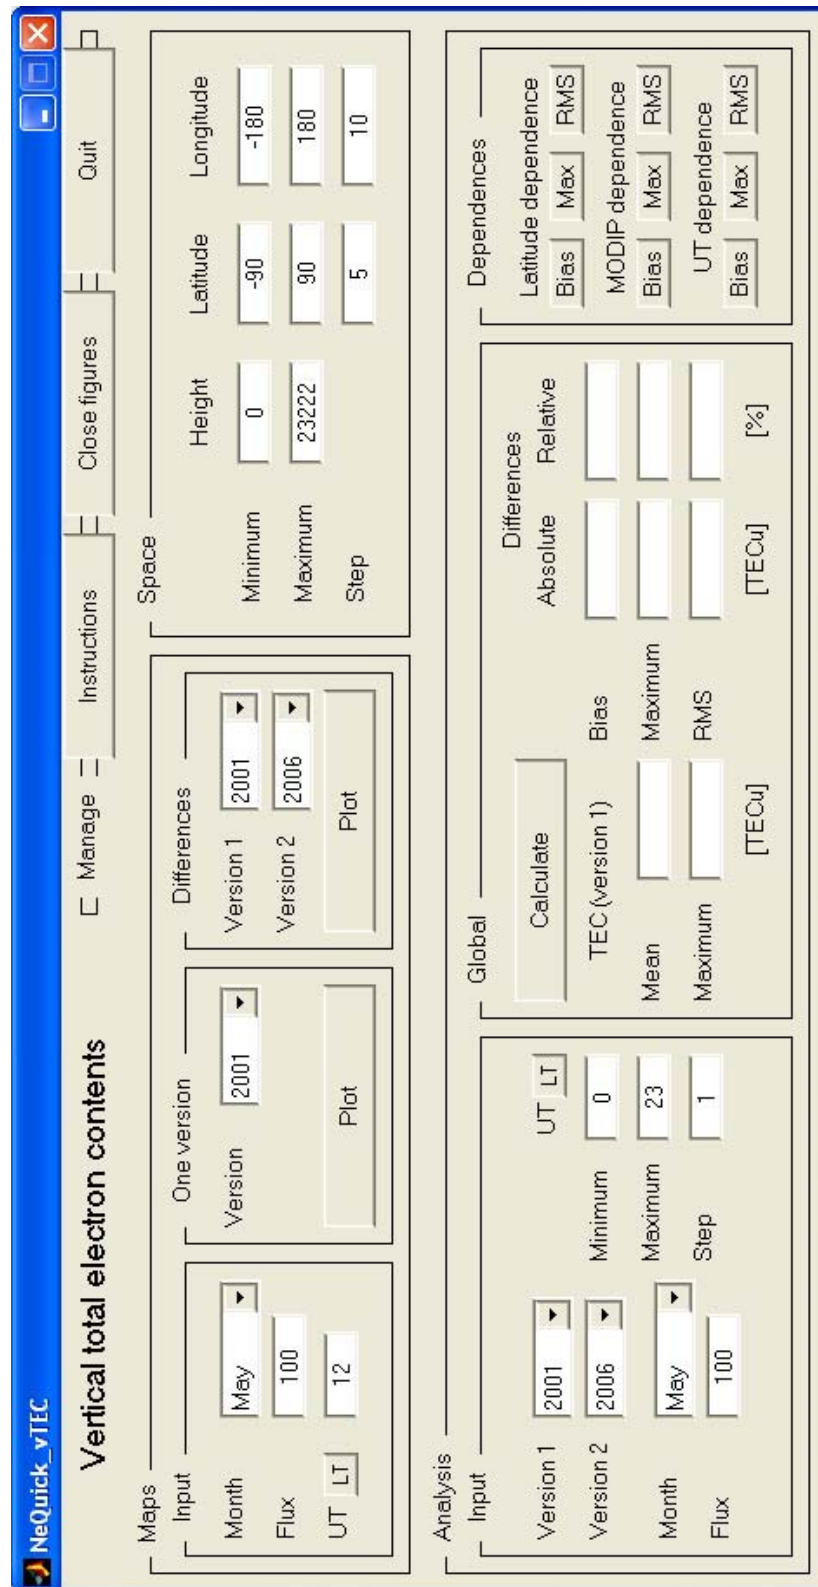 NeQuick_vTEC
Vertical total electron contents
Manage
Instructions
Close figures
Quit
Maps
Input
Month
May
Flux
100
UT
LT
12
One version
Version
2001
Plot
Differences
Version 1
2001
Version 2
2006
Plot
Space
Height
Latitude
Longitude
Minimum
0
-90
-180
Maximum
23222
90
180
Step
5
10
Analysis
Input
Version 1
2001
Version 2
2006
Month
May
Flux
100
UT
LT
Minimum
0
Maximum
23
Step
1
Global
Calculate
TEC (version 1)
Mean
Maximum
[TECu]
Differences
Absolute
Relative
Bias
Maximum
RMS
[TECu]
[%]
Dependences
Latitude dependence
Bias
Max
RMS
MODIP dependence
Bias
Max
RMS
UT dependence
Bias
Max
RMS